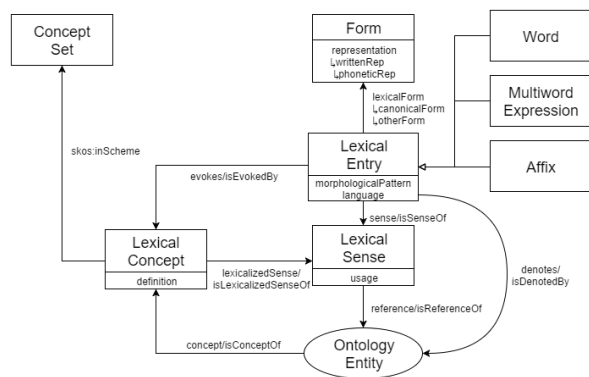 Concept
Set
Form
representation
↳writtenRep
↳phoneticRep
Word
Multiword
Expression
Affix
lexicalForm
↳canonicalForm
↳otherForm
skos:inScheme
Lexical
Entry
morphologicalPattern
language
evokes/isEvokedBy
sense/isSenseOf
Lexical
Concept
definition
lexicalizedSense/
isLexicalizedSenseOf
Lexical
Sense
usage
denotes/
isDenotedBy
reference/isReferenceOf
concept/isConceptOf
Ontology
Entity